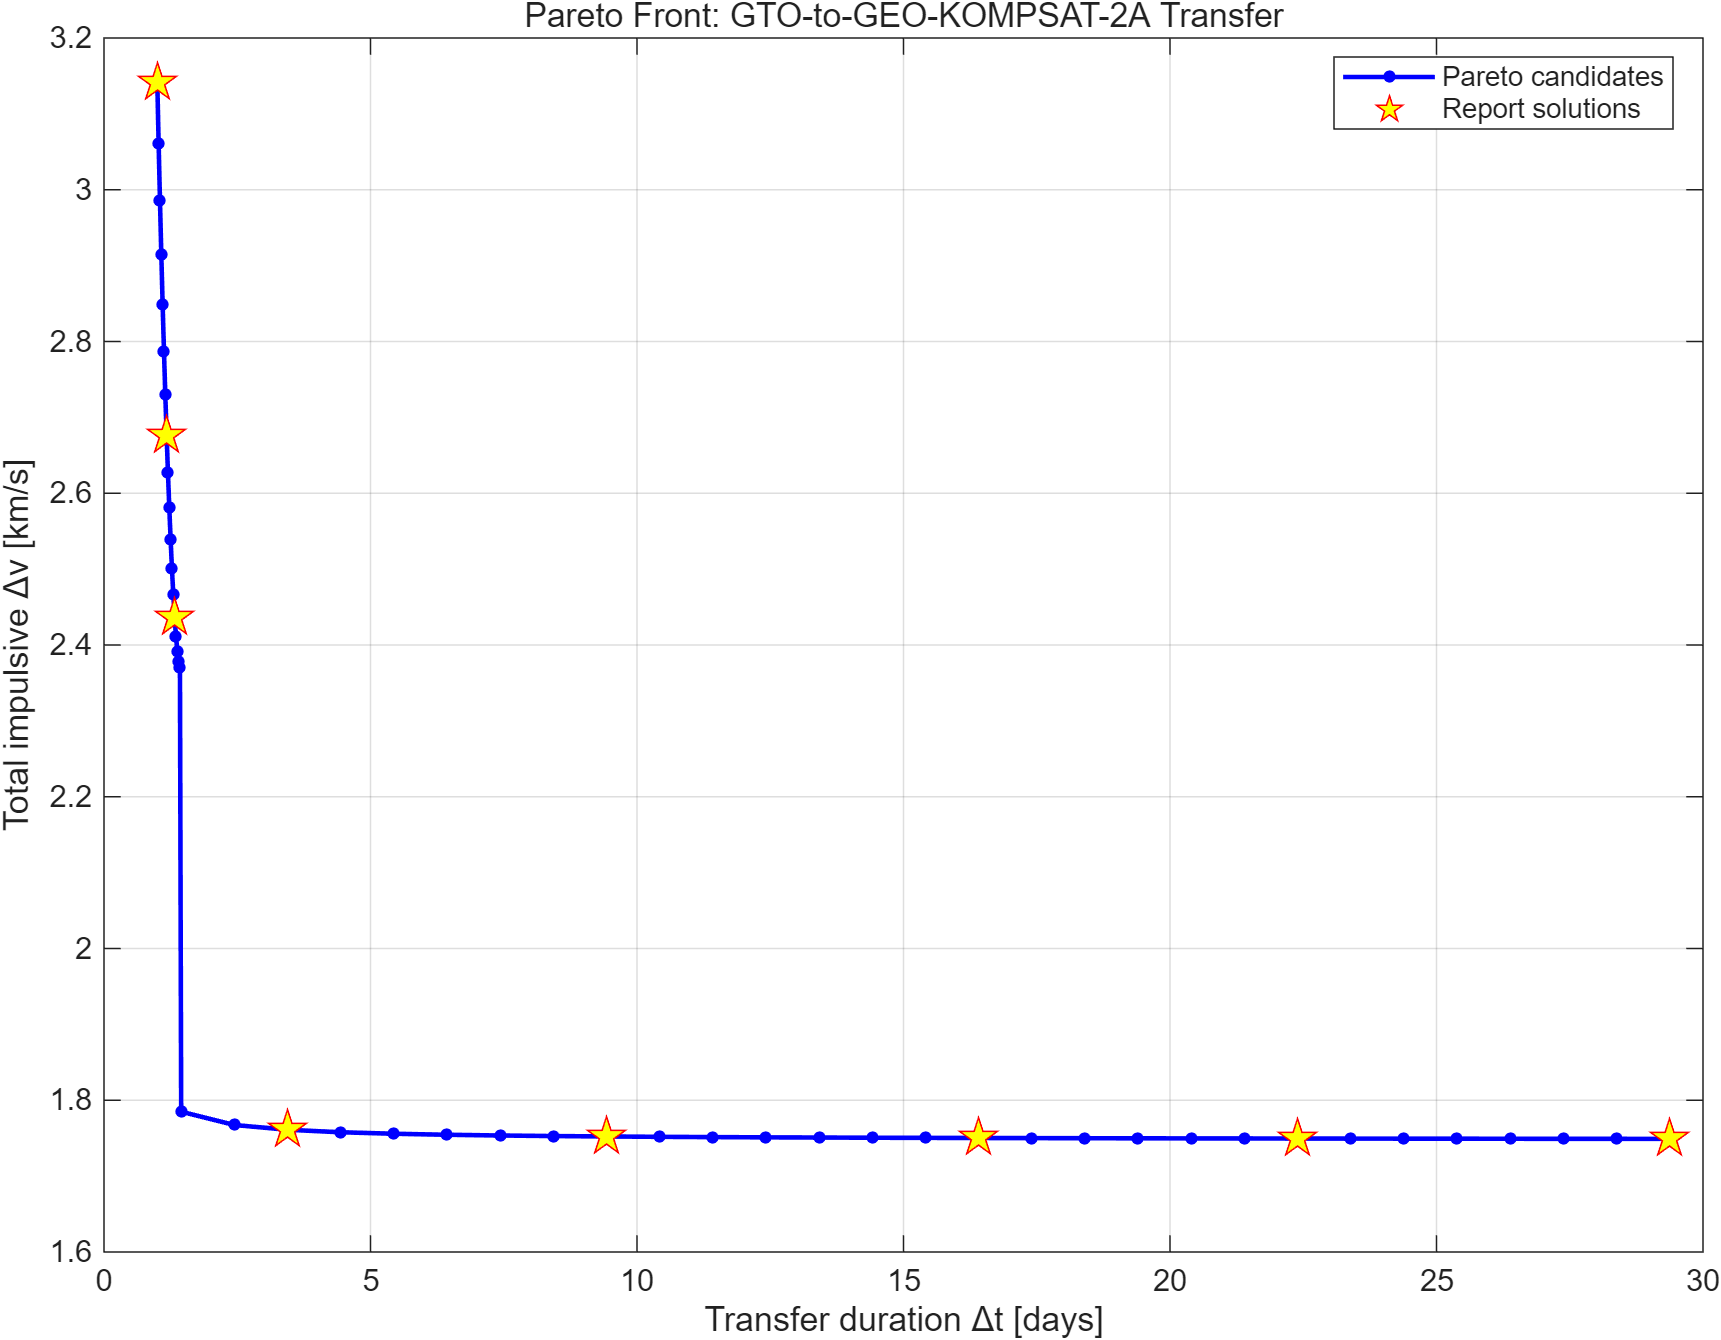 Pareto Front: GTO-to-GEO-KOMPSAT-2A Transfer
Pareto candidates
Report solutions
Total impulsive Δv [km/s]
3.2
3
2.8
2.6
2.4
2.2
2
1.8
1.6
0 5 10 15 20 25 30
Transfer duration Δt [days]